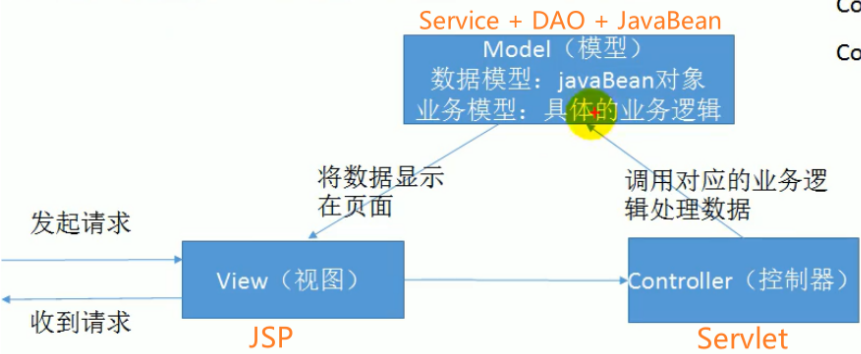 Service + DAO + JavaBean
Co
Model（模型）
Co
数据模型：javaBean对象
业务模型：具体的业务逻辑
将数据显示
在页面
调用对应的业务逻
辑处理数据
发起请求
View（视图）
Controller（控制器）
收到请求
JSP
Servlet